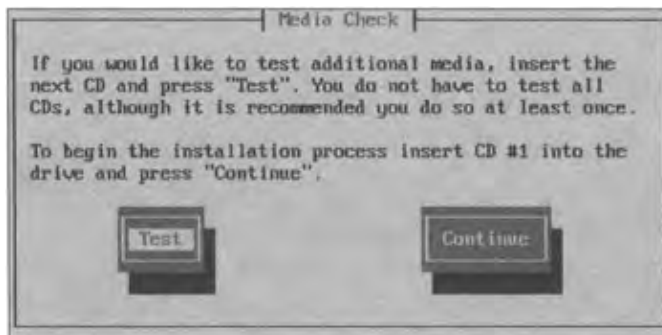 Media Check
If you would like to test additional media, insert the
next CD and press "Test". You do not have to test all
CDs, although it is recommended you do so at least once.
To begin the installation process insert CD #1 into the
drive and press "Continue".
Test
Continue